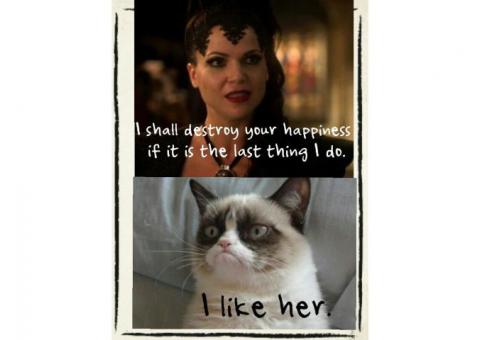 I shall destroy your happiness
if it is the last thing I do.
I like her.